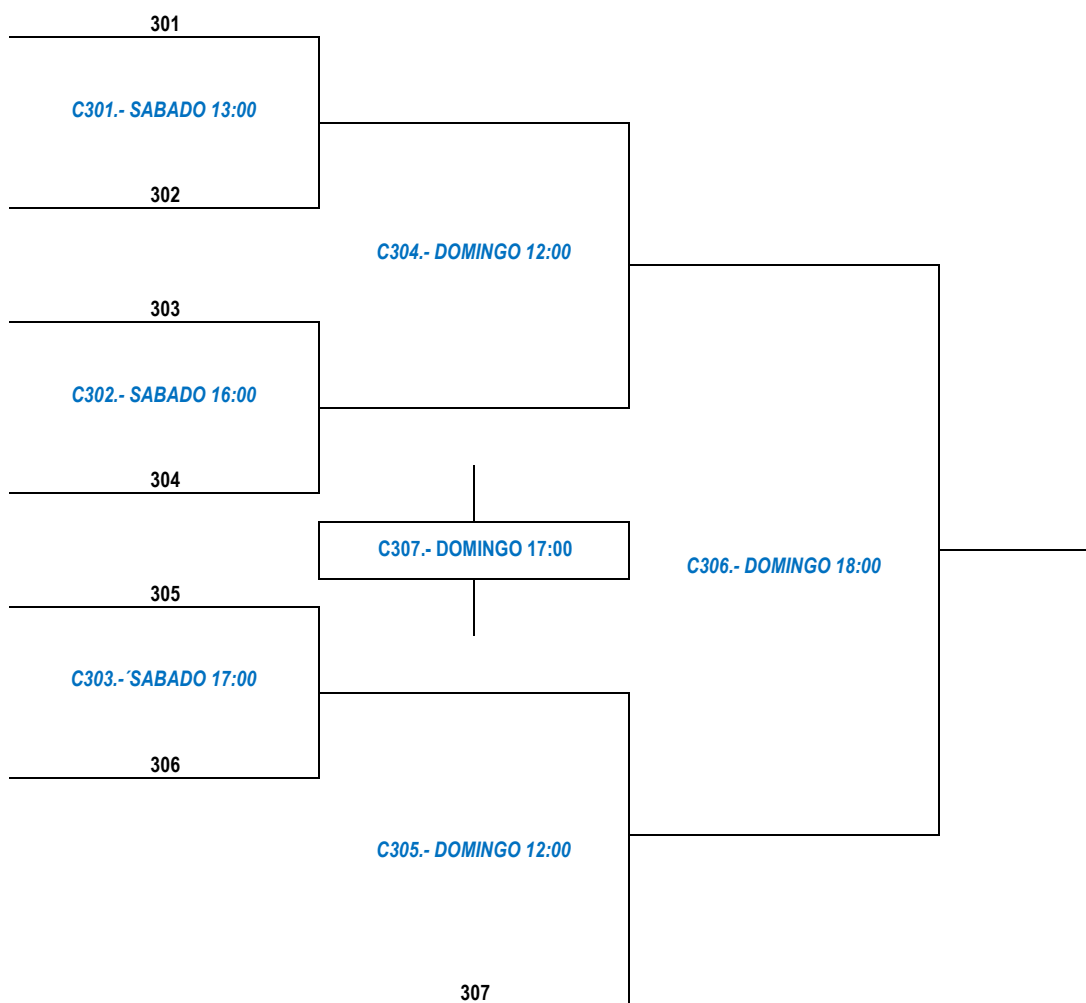 301
C301.- SABADO 13:00
302
C304.- DOMINGO 12:00
303
C302.- SABADO 16:00
304
C307.- DOMINGO 17:00
C306.- DOMINGO 18:00
305
C303.-´SABADO 17:00
306
C305.- DOMINGO 12:00
307